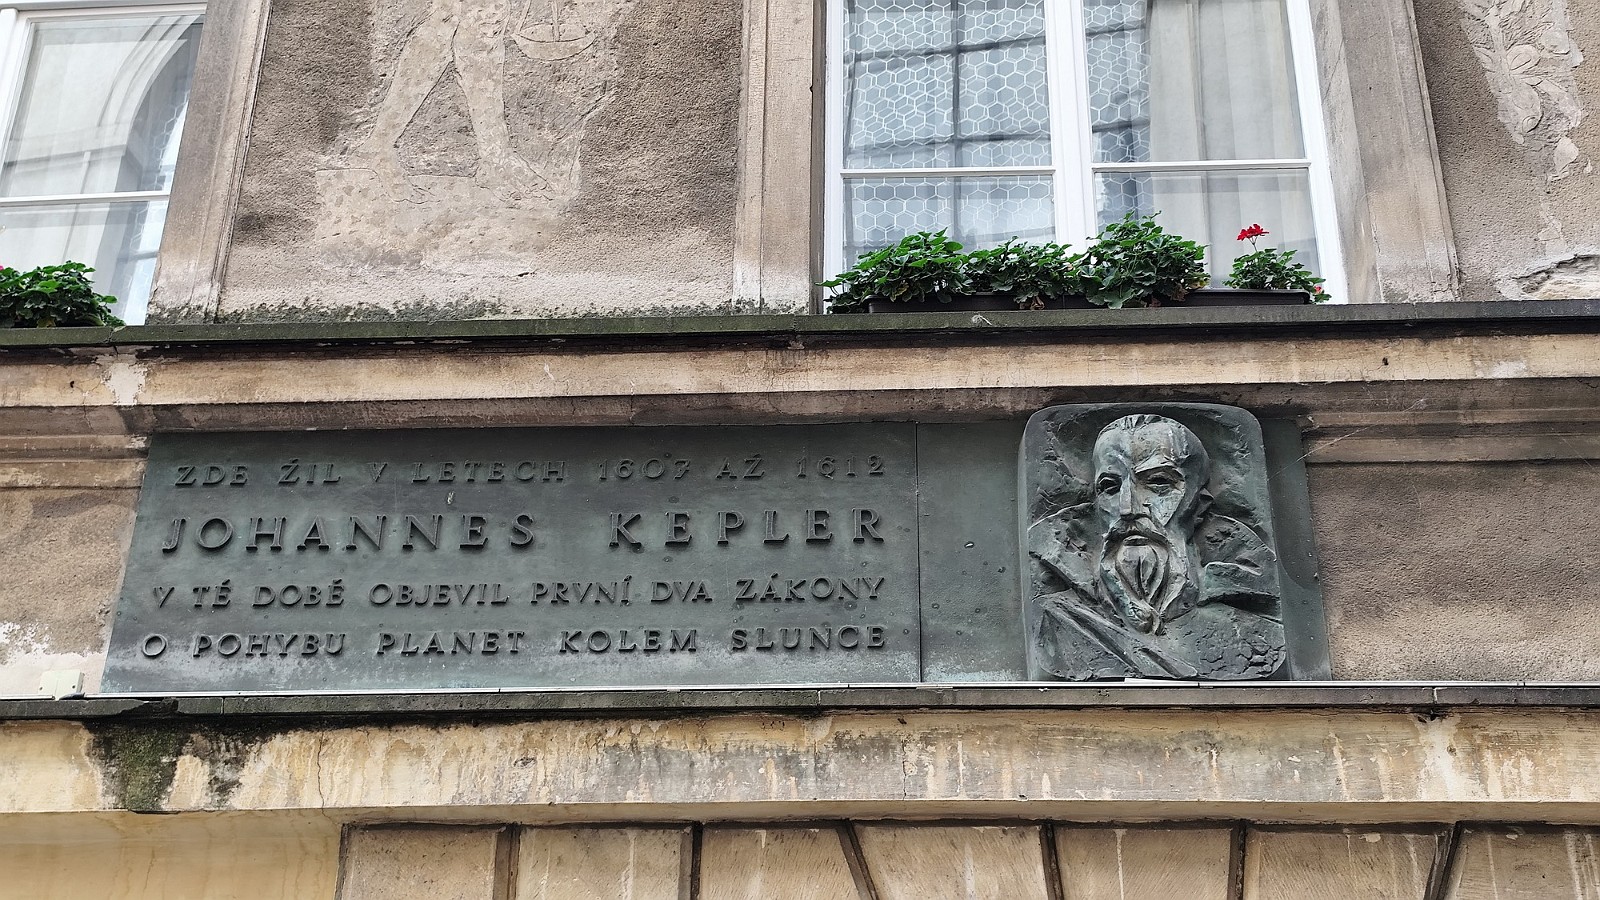 ZDE ŽIL V LETECH 1607 AŽ 1612
JOHANNES KEPLER
V TÉ DOBĚ OBJEVIL PRVNÍ DVA ZÁKONY
O POHYBU PLANET KOLEM SLUNCE